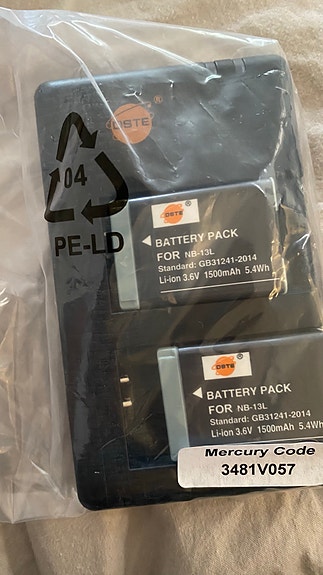 DSTE®
04
PE-LD
DSTE®
BATTERY PACK
FOR NB-13L
Standard: GB31241-2014
Li-ion 3.6V 1500mAh 5.4Wh
DSTE®
BATTERY PACK
FOR NB-13L
Standard: GB31241-2014
Li-ion 3.6V 1500mAh 5.4Wh
Mercury Code
3481V057